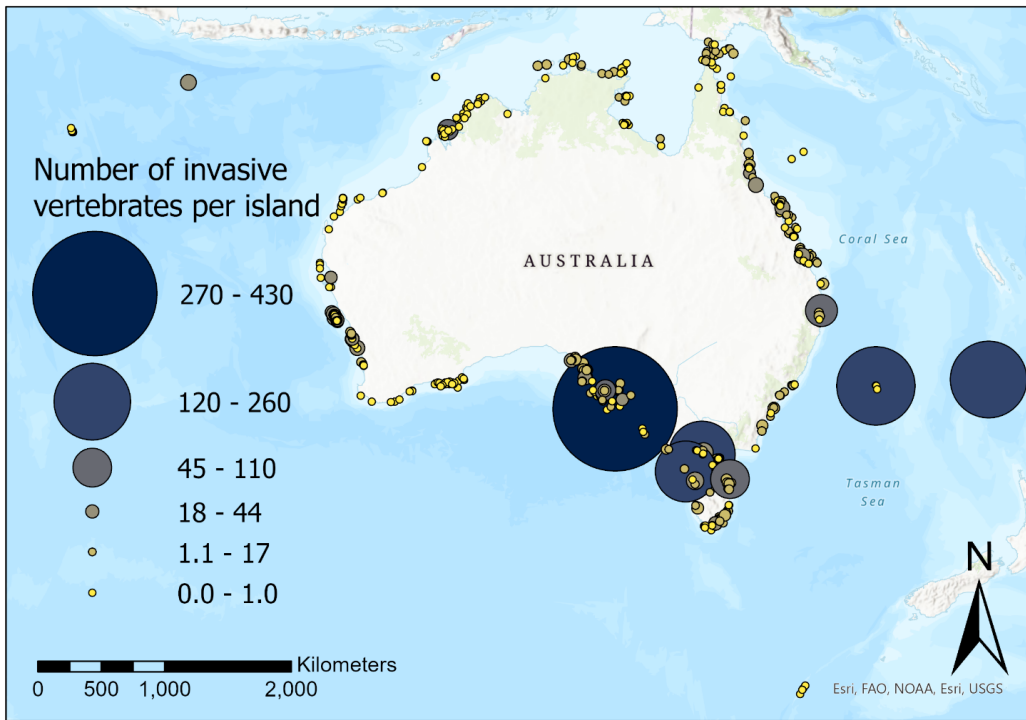 Number of invasive
vertebrates per island
270 - 430
120 - 260
45 - 110
18 - 44
1.1 - 17
0.0 - 1.0
AUSTRALIA
Coral Sea
Tasman
Sea
N
Kilometers
0 500 1,000 2,000
Esri, FAO, NOAA, Esri, USGS